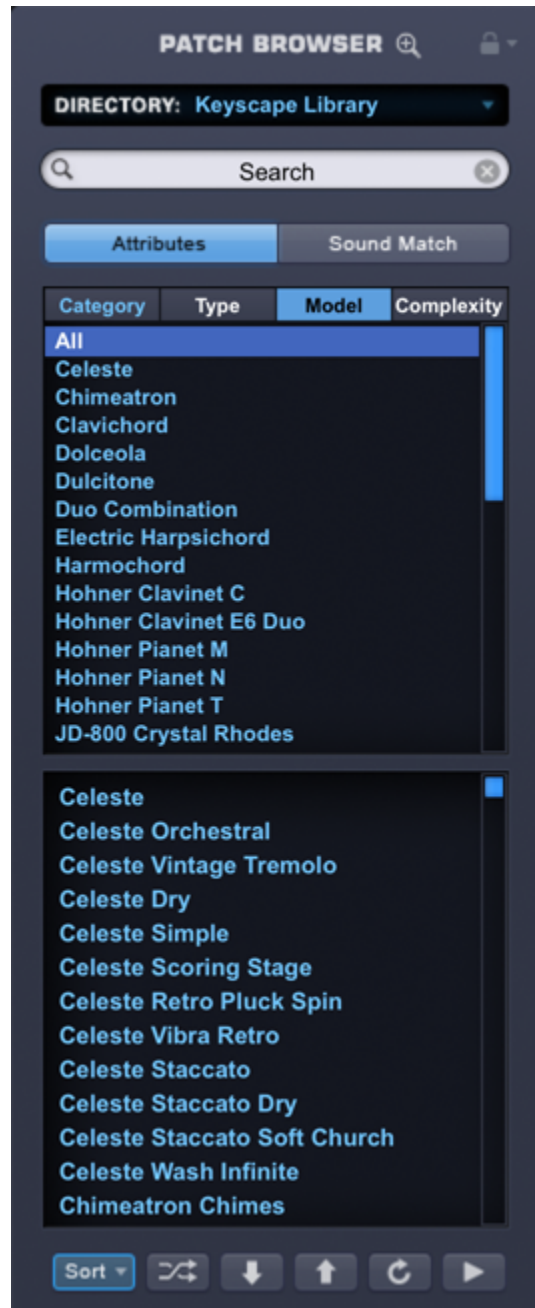 PATCH BROWSER
DIRECTORY: Keyscape Library
Search
Attributes Sound Match
Category Type Model Complexity
All
Celeste
Chimeatron
Clavichord
Dolceola
Dulcitone
Duo Combination
Electric Harpsichord
Harmochord
Hohner Clavinet C
Hohner Clavinet E6 Duo
Hohner Pianet M
Hohner Pianet N
Hohner Pianet T
JD-800 Crystal Rhodes
Celeste
Celeste Orchestral
Celeste Vintage Tremolo
Celeste Dry
Celeste Simple
Celeste Scoring Stage
Celeste Retro Pluck Spin
Celeste Vibra Retro
Celeste Staccato
Celeste Staccato Dry
Celeste Staccato Soft Church
Celeste Wash Infinite
Chimeatron Chimes
Sort